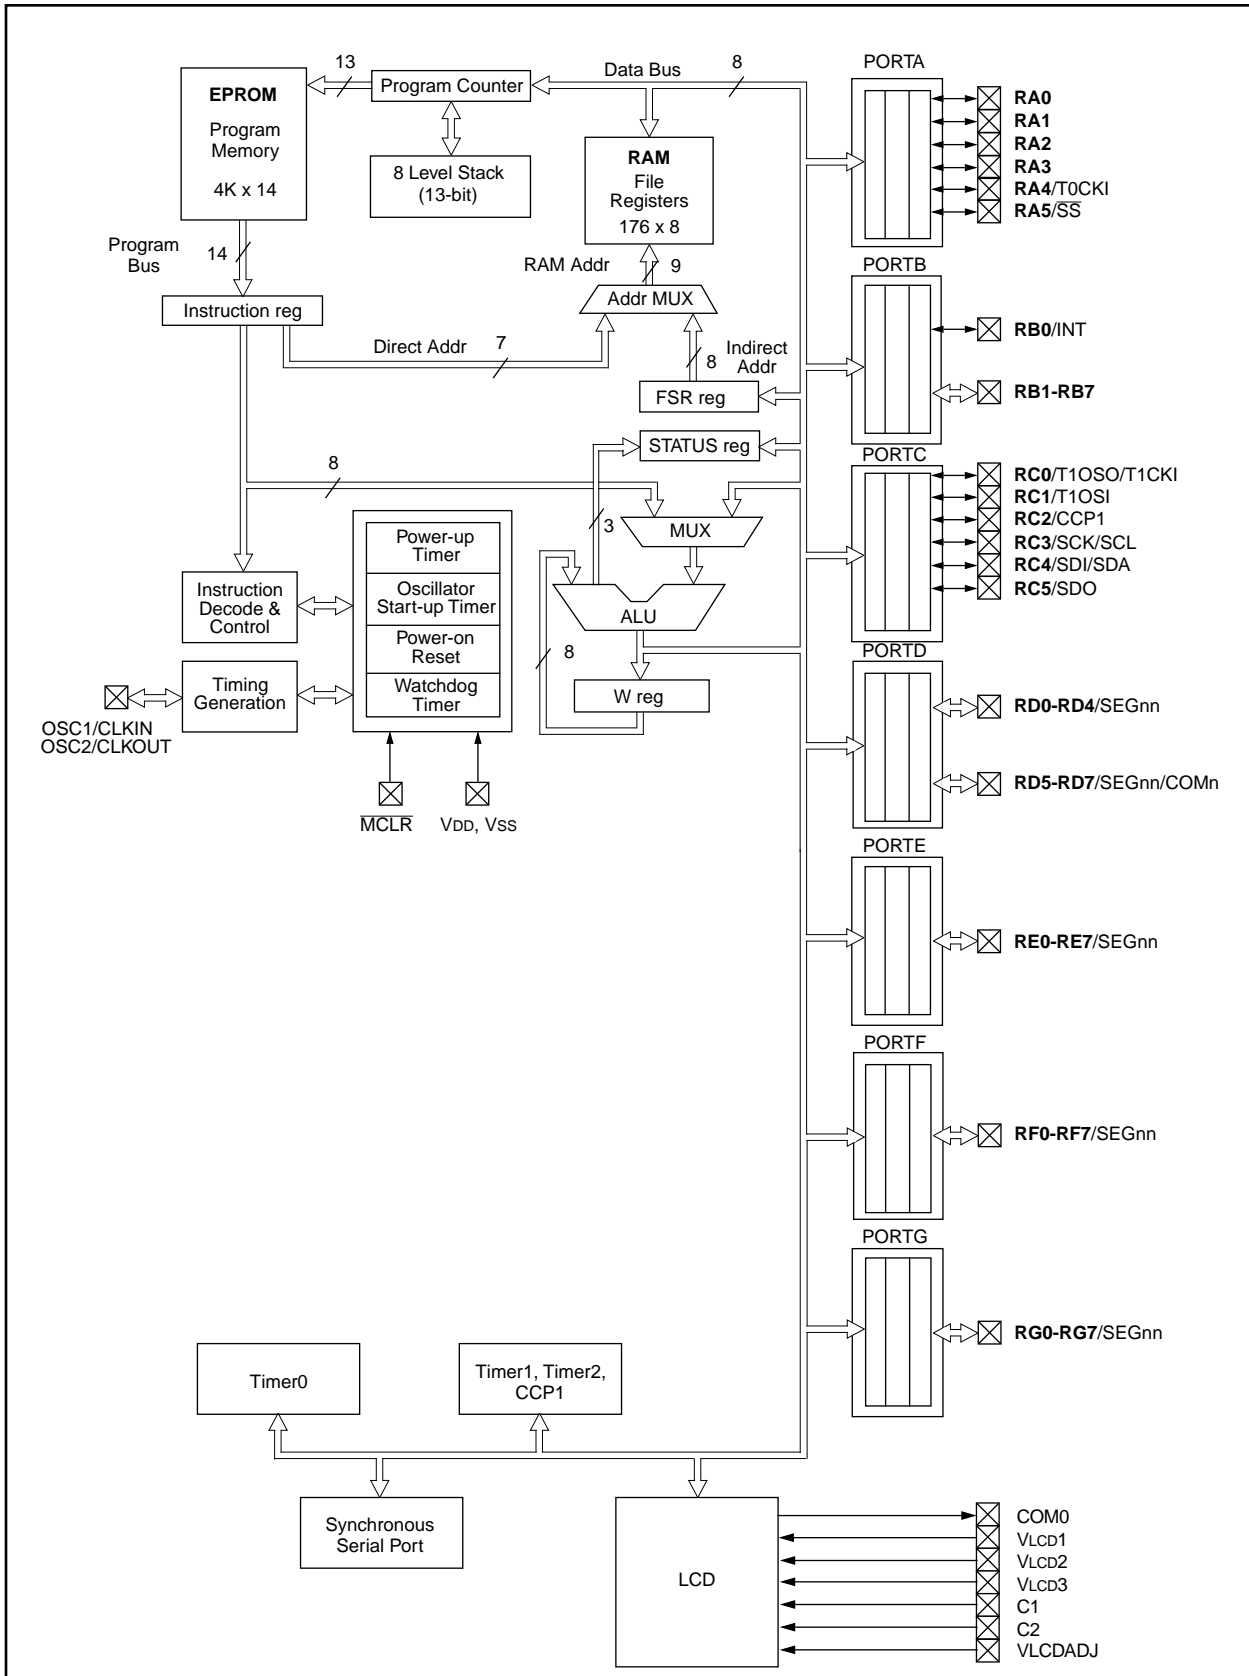 13
Data Bus
8
PORTA
EPROM
Program
Memory
4K x 14
Program Counter
8 Level Stack
(13-bit)
RAM
File
Registers
176 x 8
RA0
RA1
RA2
RA3
RA4/T0CKI
RA5/SS
Program
Bus
14
RAM Addr
9
PORTB
Instruction reg
Addr MUX
RB0/INT
Direct Addr
7
8
Indirect
Addr
FSR reg
RB1-RB7
STATUS reg
PORTC
8
3
MUX
RC0/T1OSO/T1CKI
RC1/T1OSI
RC2/CCP1
RC3/SCK/SCL
RC4/SDI/SDA
RC5/SDO
Power-up
Timer
Oscillator
Start-up Timer
Power-on
Reset
Watchdog
Timer
Instruction
Decode &
Control
ALU
8
W reg
PORTD
Timing
Generation
OSC1/CLKIN
OSC2/CLKOUT
MCLR
VDD, VSS
RD0-RD4/SEGnn
RD5-RD7/SEGnn/COMn
PORTE
RE0-RE7/SEGnn
PORTF
RF0-RF7/SEGnn
PORTG
RG0-RG7/SEGnn
Timer0
Timer1, Timer2,
CCP1
Synchronous
Serial Port
LCD
COM0
VLCD1
VLCD2
VLCD3
C1
C2
VLCDADJ